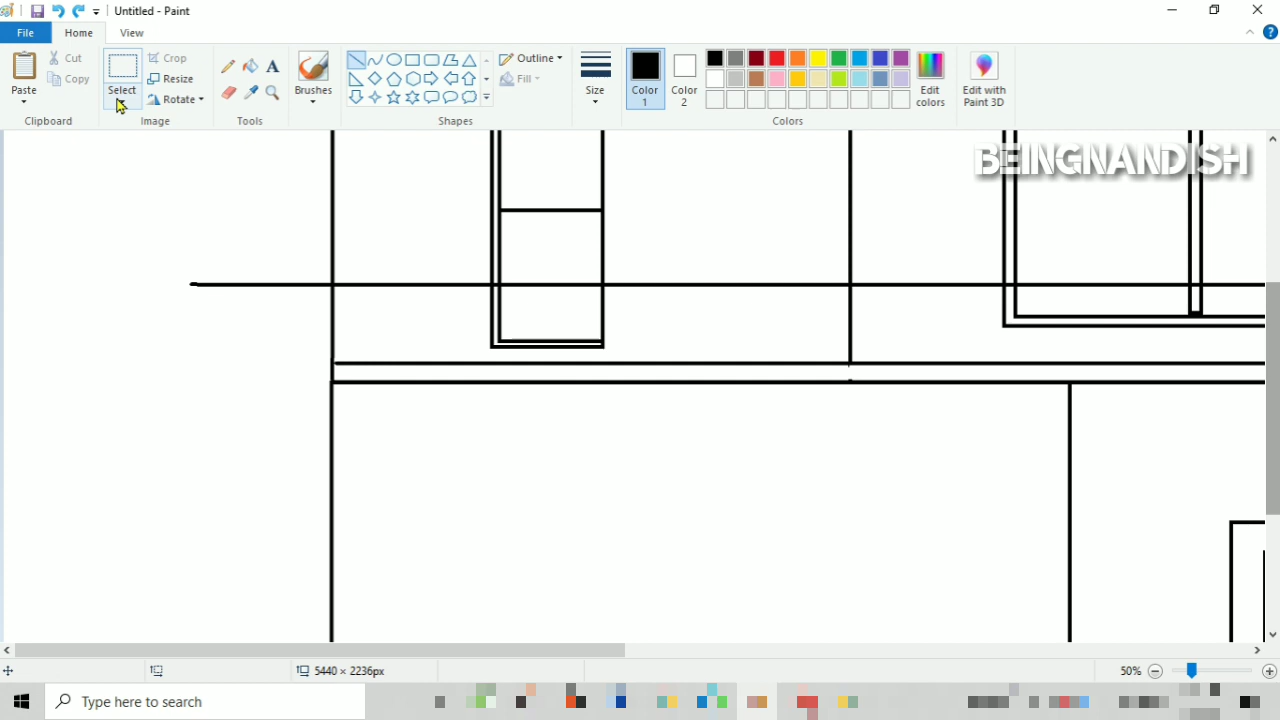 Untitled - Paint
File Home View
Paste
Cut
Copy
Clipboard
Select
Crop
Resize
Rotate
Image
A
Tools
Brushes
Outline
Fill
Shapes
Size
Color 1
Color 2
Edit colors
Colors
Edit with Paint 3D
BEINGNANDISH
5440 × 2236px
50%
Type here to search